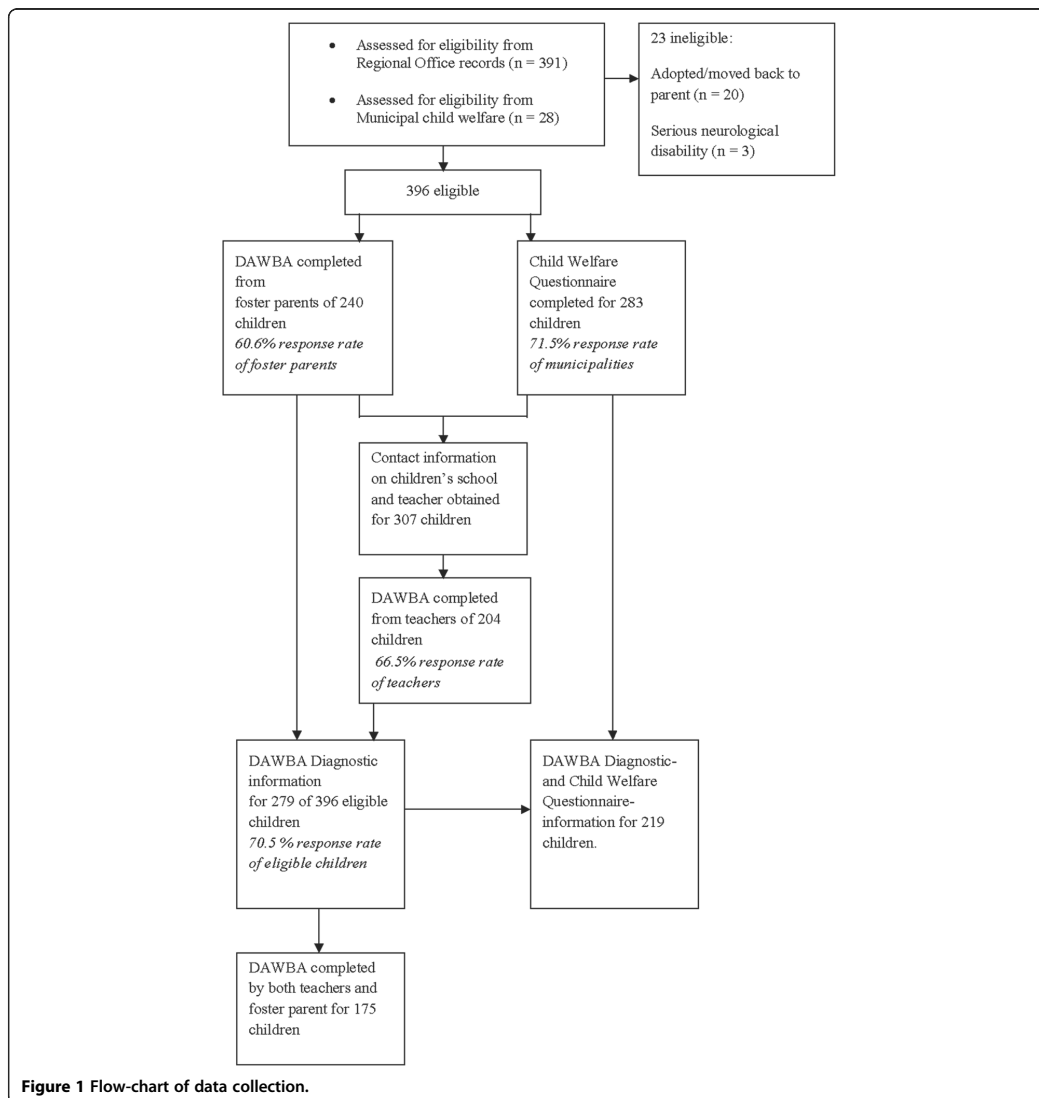 • Assessed for eligibility from
Regional Office records (n = 391)
• Assessed for eligibility from
Municipal child welfare (n = 28)
23 ineligible:
Adopted/moved back to
parent (n = 20)
Serious neurological
disability (n = 3)
396 eligible
DAWBA completed
from
foster parents of 240
children
60.6% response rate
of foster parents
Child Welfare
Questionnaire
completed for 283
children
71.5% response rate
of municipalities
Contact information
on children’s school
and teacher obtained
for 307 children
DAWBA completed
from teachers of 204
children
66.5% response rate
of teachers
DAWBA Diagnostic
information
for 279 of 396 eligible
children
70.5 % response rate
of eligible children
DAWBA Diagnostic-
and Child Welfare
Questionnaire-
information for 219
children.
DAWBA completed
by both teachers and
foster parent for 175
children
Figure 1 Flow-chart of data collection.